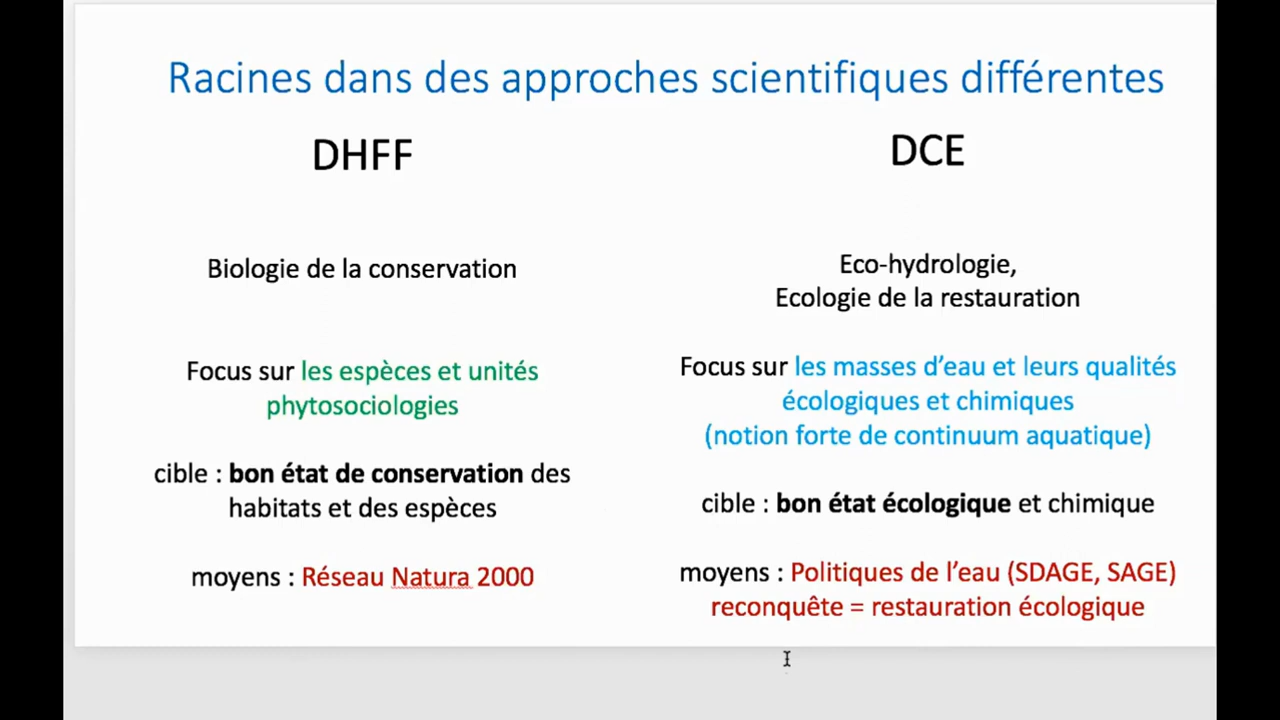 Racines dans des approches scientifiques différentes
DHFF
Biologie de la conservation
Focus sur les espèces et unités
phytosociologies
cible : bon état de conservation des
habitats et des espèces
moyens : Réseau Natura 2000
DCE
Eco-hydrologie,
Ecologie de la restauration
Focus sur les masses d’eau et leurs qualités
écologiques et chimiques
(notion forte de continuum aquatique)
cible : bon état écologique et chimique
moyens : Politiques de l’eau (SDAGE, SAGE)
reconquête = restauration écologique